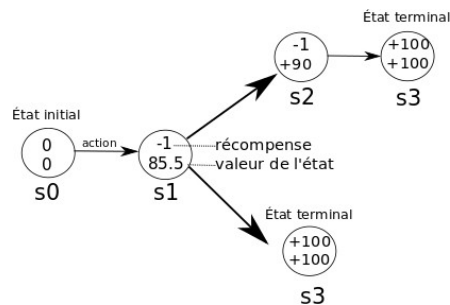 État terminal
-1
+90
s2
+100
+100
s3
État initial
0
0
s0
action
-1
85.5
s1
récompense
valeur de l'état
État terminal
+100
+100
s3